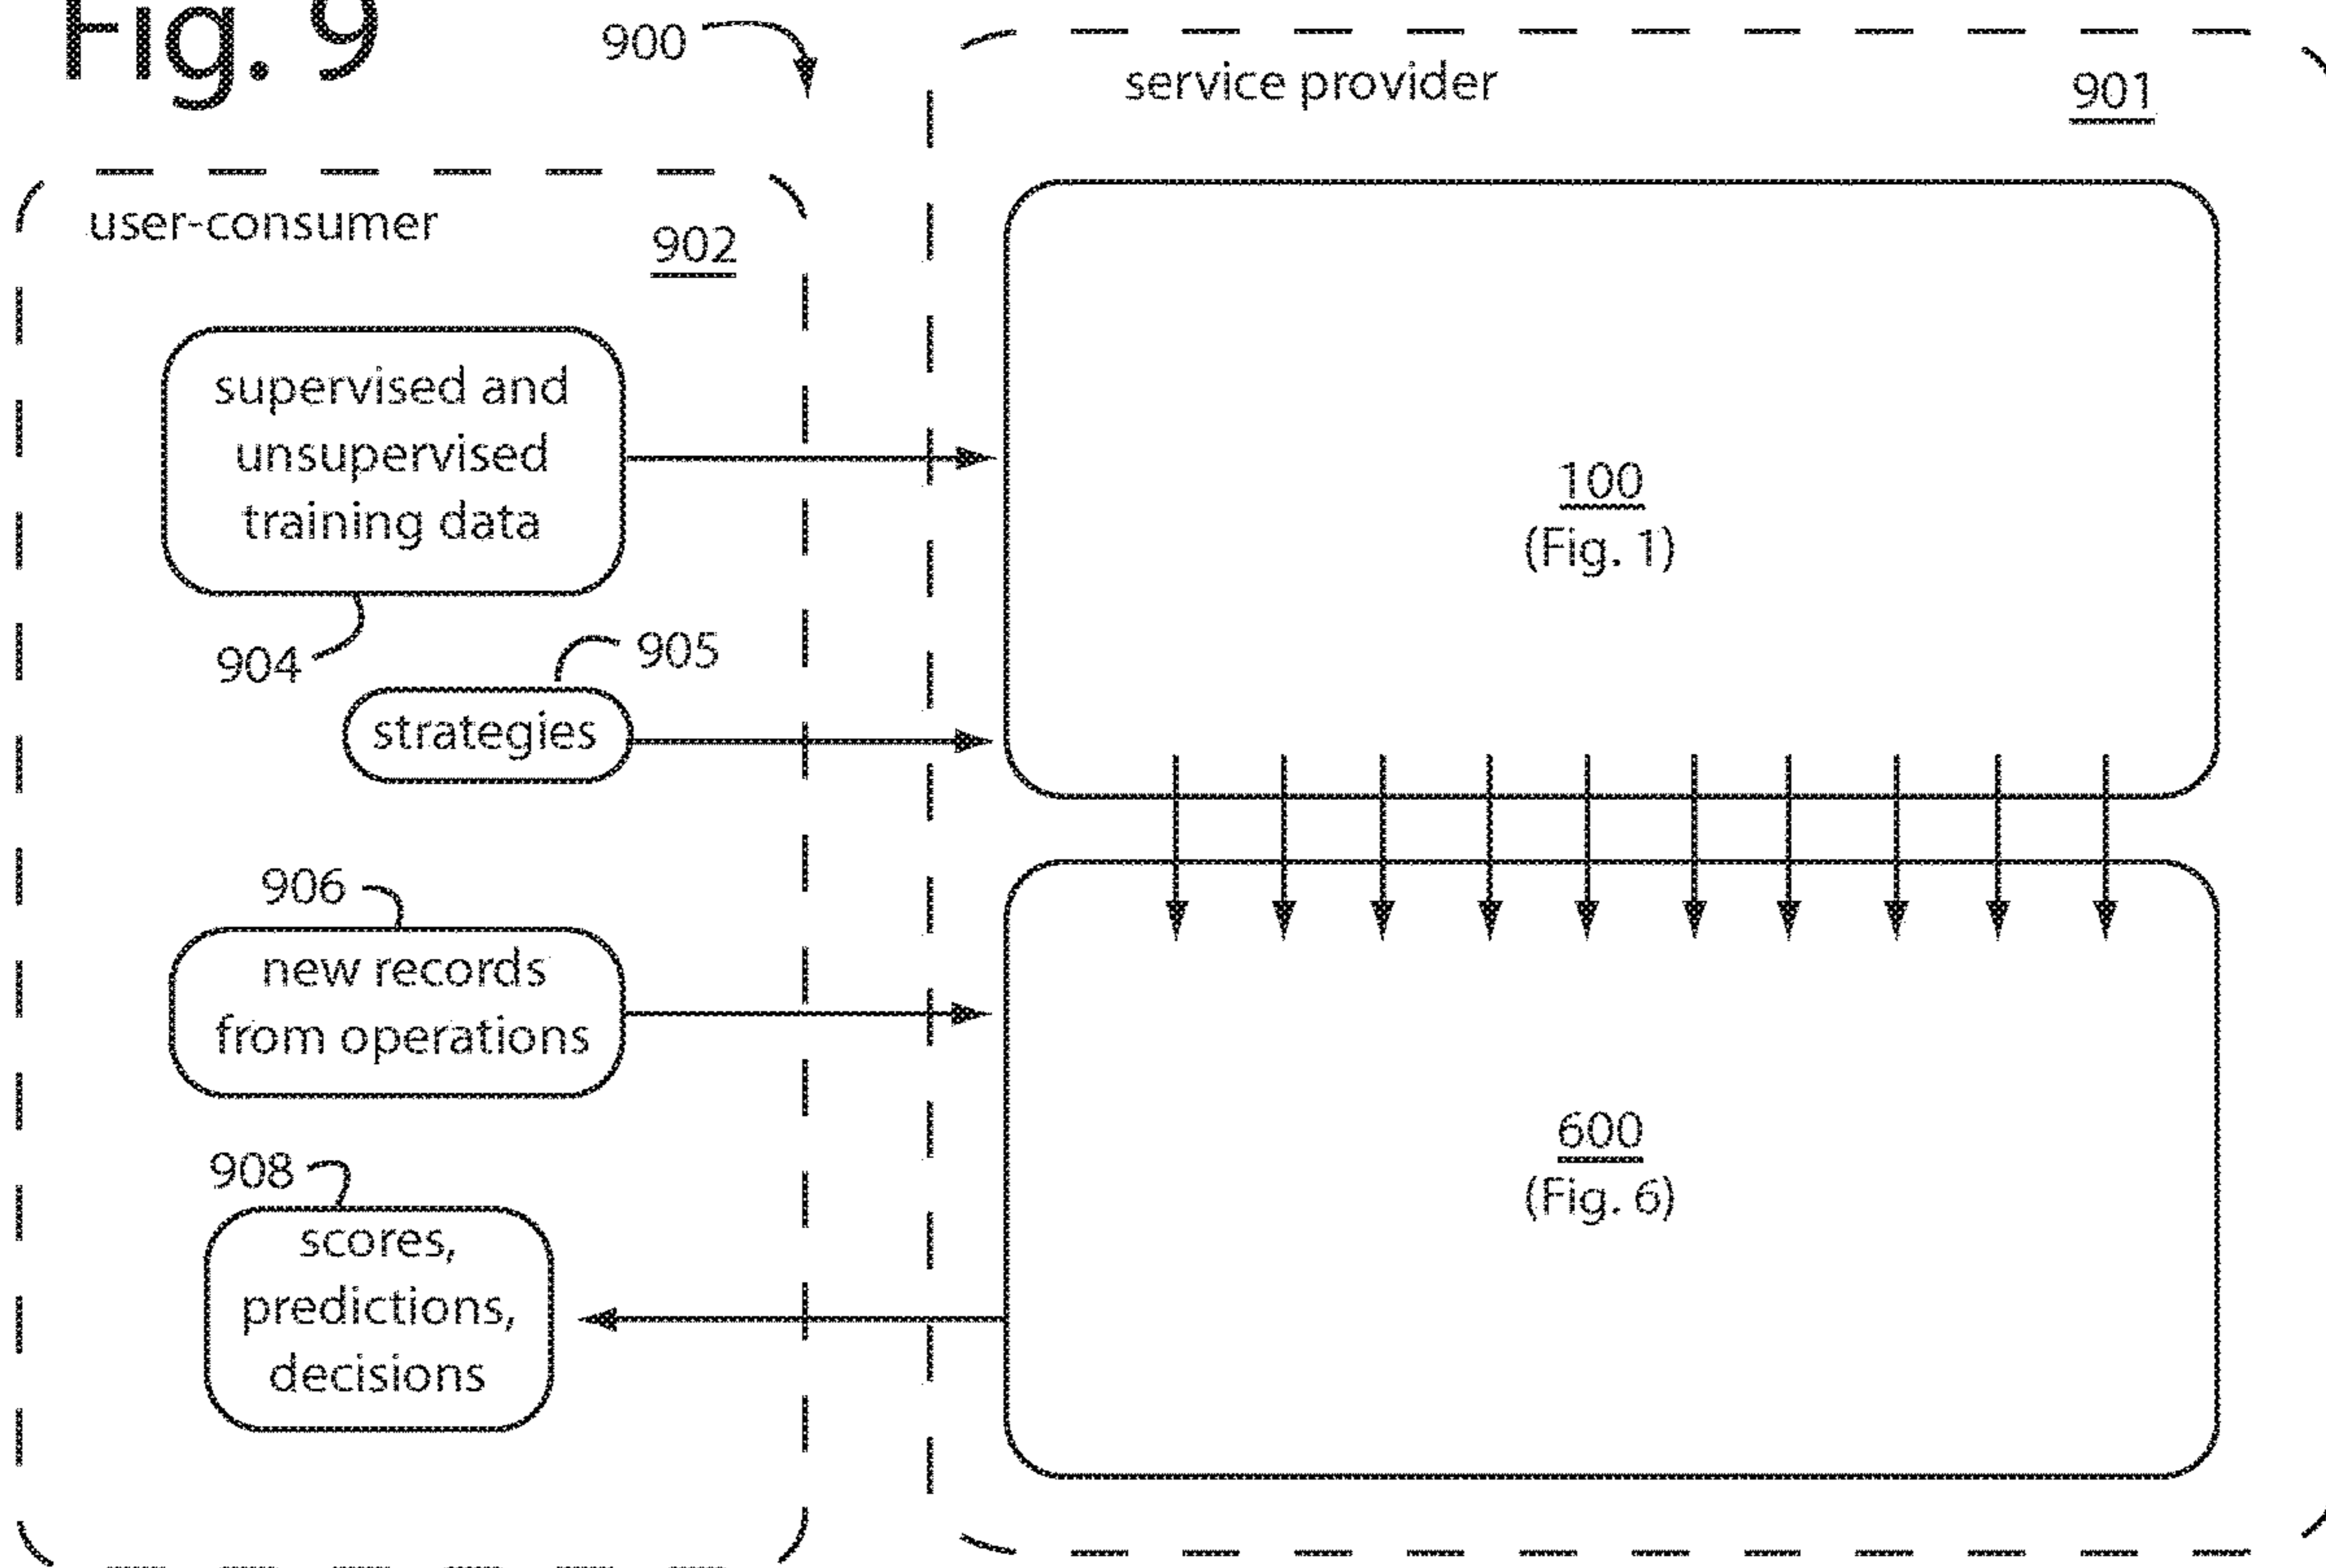 Fig. 9
900
service provider
901
user-consumer
902
supervised and
unsupervised
training data
904
905
strategies
100
(Fig. 1)
906
new records
from operations
908
scores,
predictions,
decisions
600
(Fig. 6)